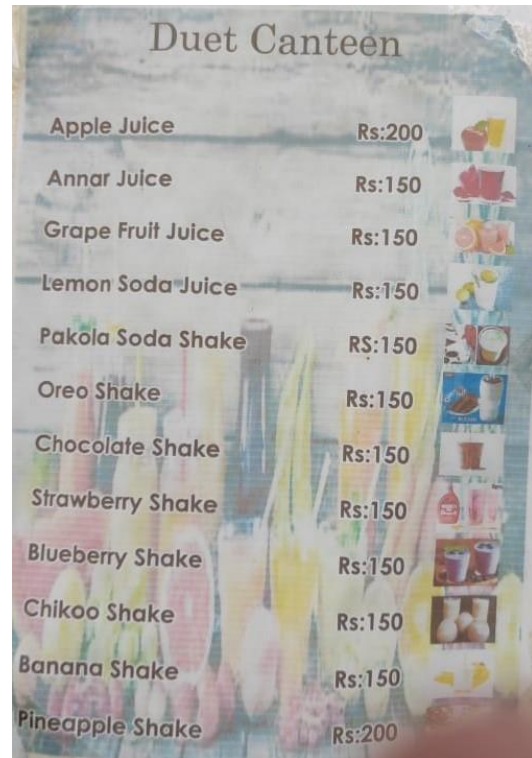 Duet Canteen
Apple Juice Rs:200
Annar Juice Rs:150
Grape Fruit Juice Rs:150
Lemon Soda Juice Rs:150
Pakola Soda Shake RS:150
Oreo Shake Rs:150
Chocolate Shake Rs:150
Strawberry Shake Rs:150
Blueberry Shake Rs:150
Chikoo Shake Rs:150
Banana Shake Rs:150
Pineapple Shake Rs:200